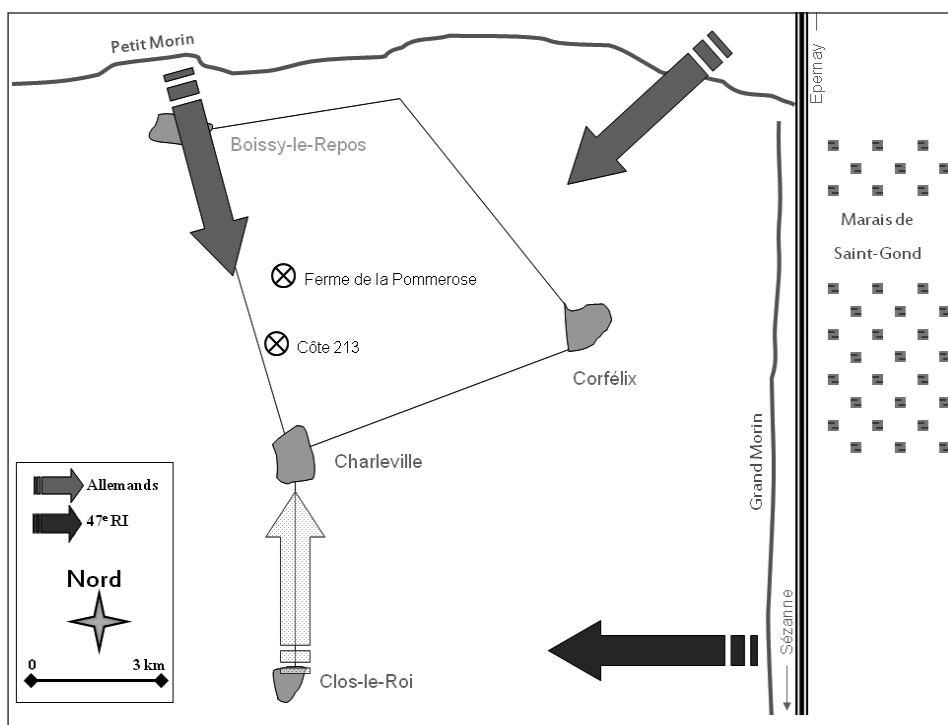 Petit Morin
Epernay
Boissy-le-Repos
Marais de
Saint-Gond
Ferme de la Pommerose
Côte 213
Corfélix
Grand Morin
Charleville
Allemands
47e RI
Nord
0 3 km
Clos-le-Roi
Sézanne